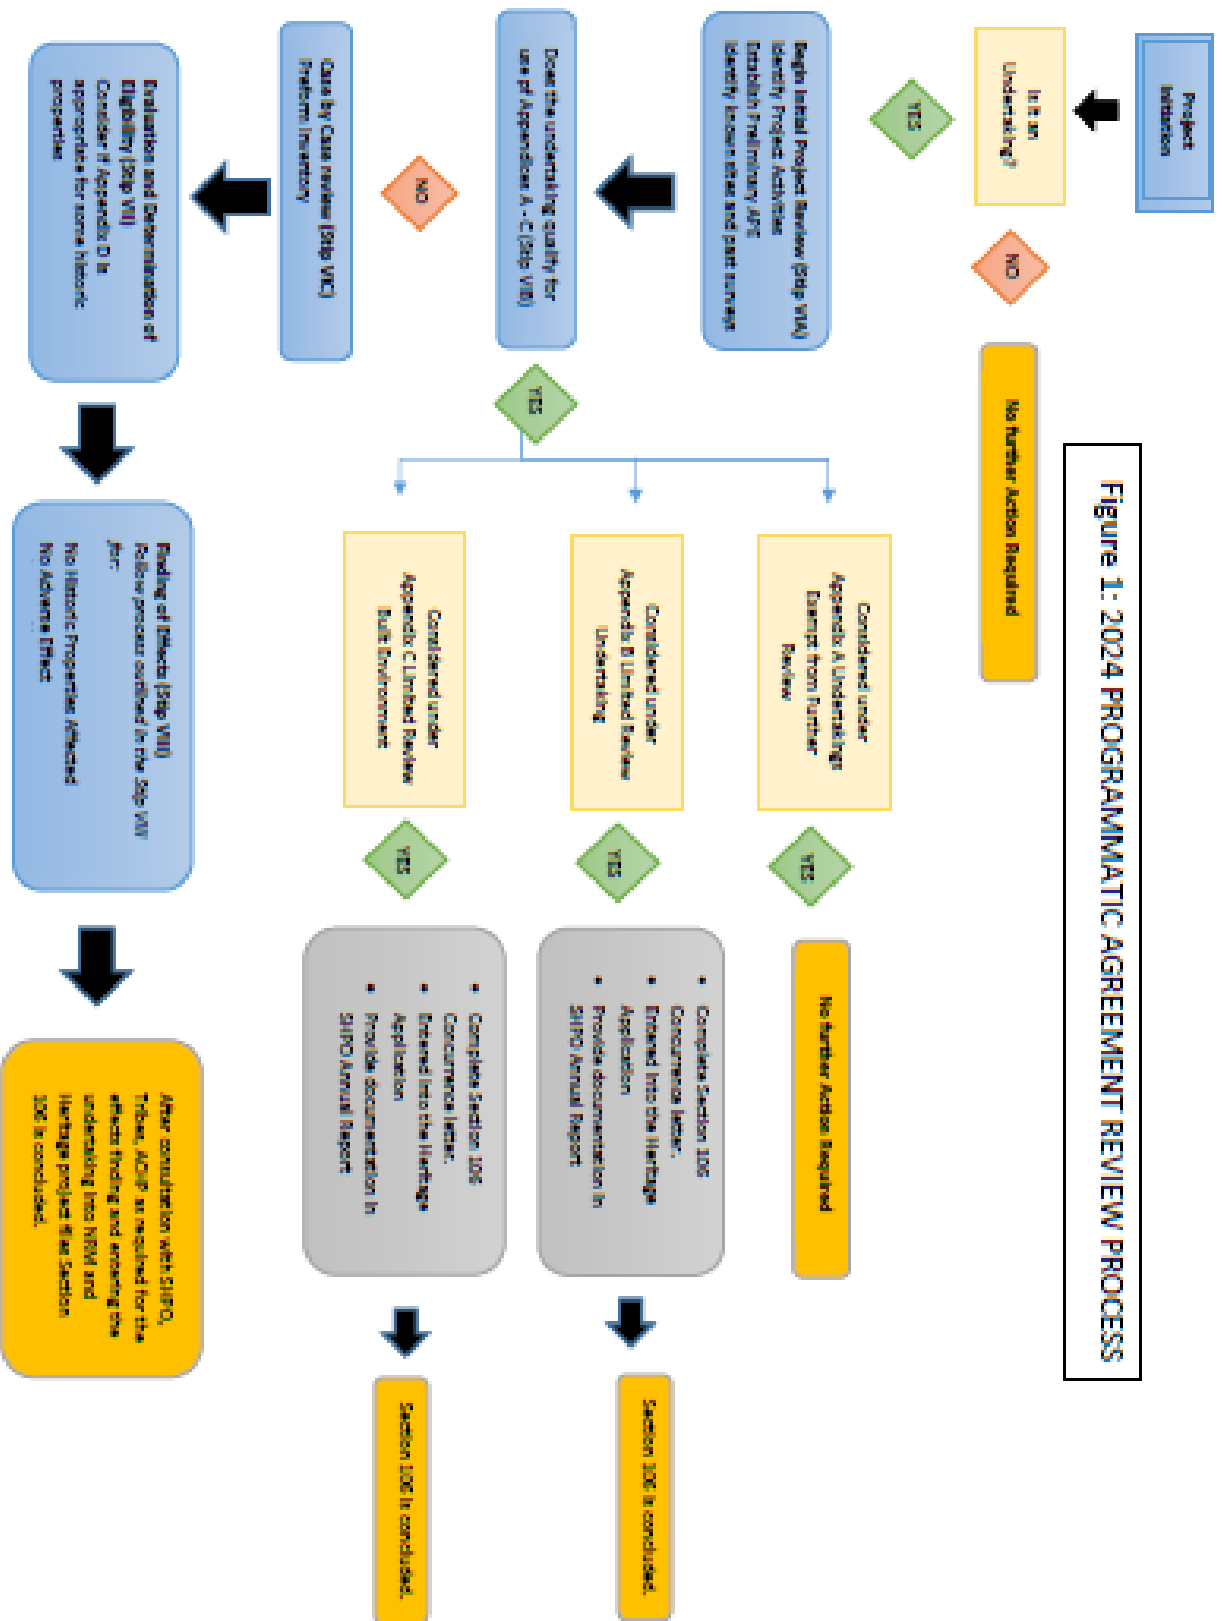 Figure 1: 2024 PROGRAMMATIC AGREEMENT REVIEW PROCESS
Project
Initiation
Is it an
Undertaking?
NO
No further Action Required
YES
Begin Initial Project Review (Stip VIA)
Identify Project Activities
Establish Preliminary APE
Identify known sites and past surveys
Does the undertaking qualify for
use pf Appendices A - C (Stip VIB)
YES
Considered under
Appendix A Undertakings
Exempt from Further
Review
YES
No further Action Required
Considered under
Appendix B Limited Review
Undertaking
YES
• Complete Section 106
Concurrence letter.
• Entered into the Heritage
Application
• Provide documentation in
SHPO Annual Report
Section 106 is concluded.
Considered under
Appendix C Limited Review
Built Environment
YES
• Complete Section 106
Concurrence letter.
• Entered into the Heritage
Application
• Provide documentation in
SHPO Annual Report
Section 106 is concluded.
NO
Case by Case review (Stip VIC)
Preform Inventory
Evaluation and Determination of
Eligibility (Stip VII)
Consider if Appendix D is
appropriate for some historic
properties
Finding of Effects (Stip VIII)
Follow process outlined in the Stip VIII
for:
No Historic Properties Affected
No Adverse Effect
After consultation with SHPO,
Tribes, ACHP as required for the
effects finding and entering the
undertaking into NRM and
Heritage project files Section
106 is concluded.